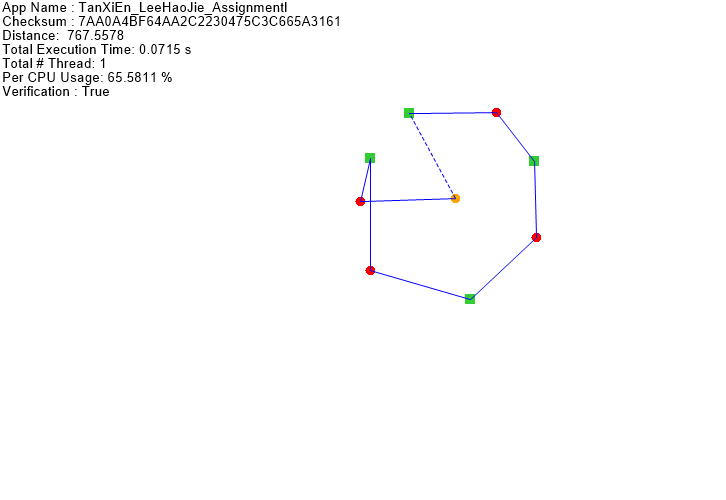 App Name : TanXiEn_LeeHaoJie_AssignmentI
Checksum : 7AA0A4BF64AA2C2230475C3C665A3161
Distance:  767.5578
Total Execution Time: 0.0715 s
Total # Thread: 1
Per CPU Usage: 65.5811 %
Verification : True